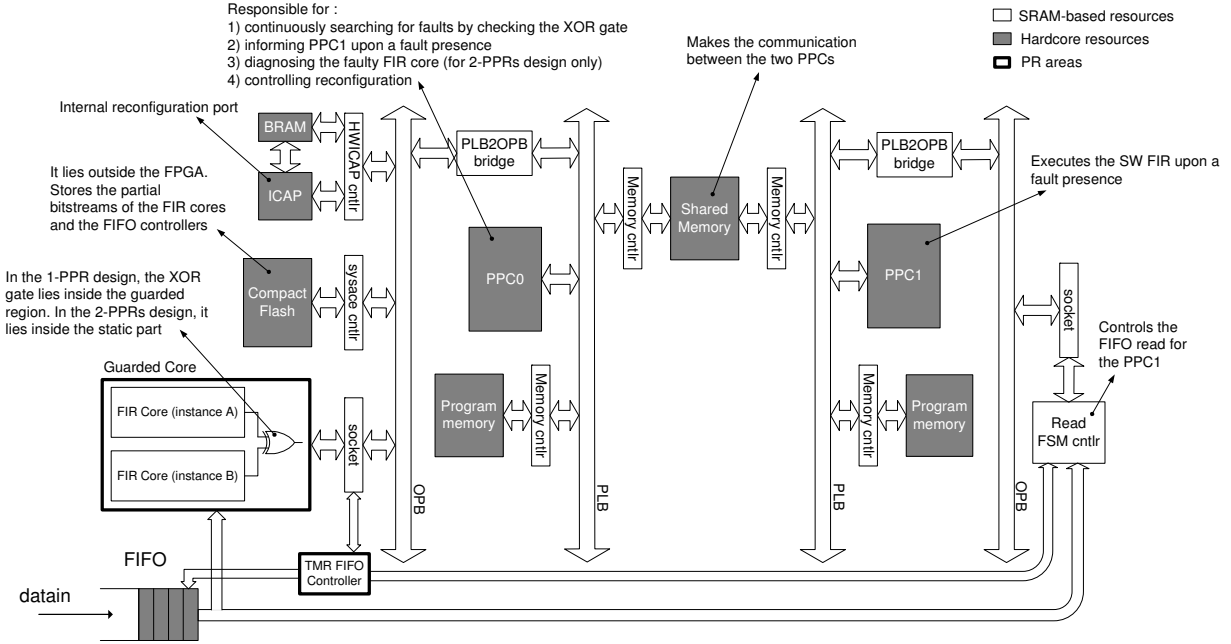 Responsible for :
1) continuously searching for faults by checking the XOR gate
2) informing PPC1 upon a fault presence
3) diagnosing the faulty FIR core (for 2-PPRs design only)
4) controlling reconfiguration
SRAM-based resources
Hardcore resources
PR areas
Makes the communication
between the two PPCs
Internal reconfiguration port
BRAM
HWICAP cntlr
ICAP
PLB2OPB
bridge
PLB2OPB
bridge
It lies outside the FPGA.
Stores the partial
bitstreams of the FIR cores
and the FIFO controllers
Executes the SW FIR upon a
fault presence
Memory cntlr
Shared
Memory
Memory cntlr
In the 1-PPR design, the XOR
gate lies inside the guarded
region. In the 2-PPRs design, it
lies inside the static part
Compact
Flash
sysace cntlr
PPC0
PPC1
socket
Controls the
FIFO read for
the PPC1
Guarded Core
FIR Core (instance A)
FIR Core (instance B)
socket
Program
memory
Memory cntlr
Memory cntlr
Program
memory
Read
FSM cntlr
OPB
PLB
PLB
OPB
FIFO
TMR FIFO
Controller
datain